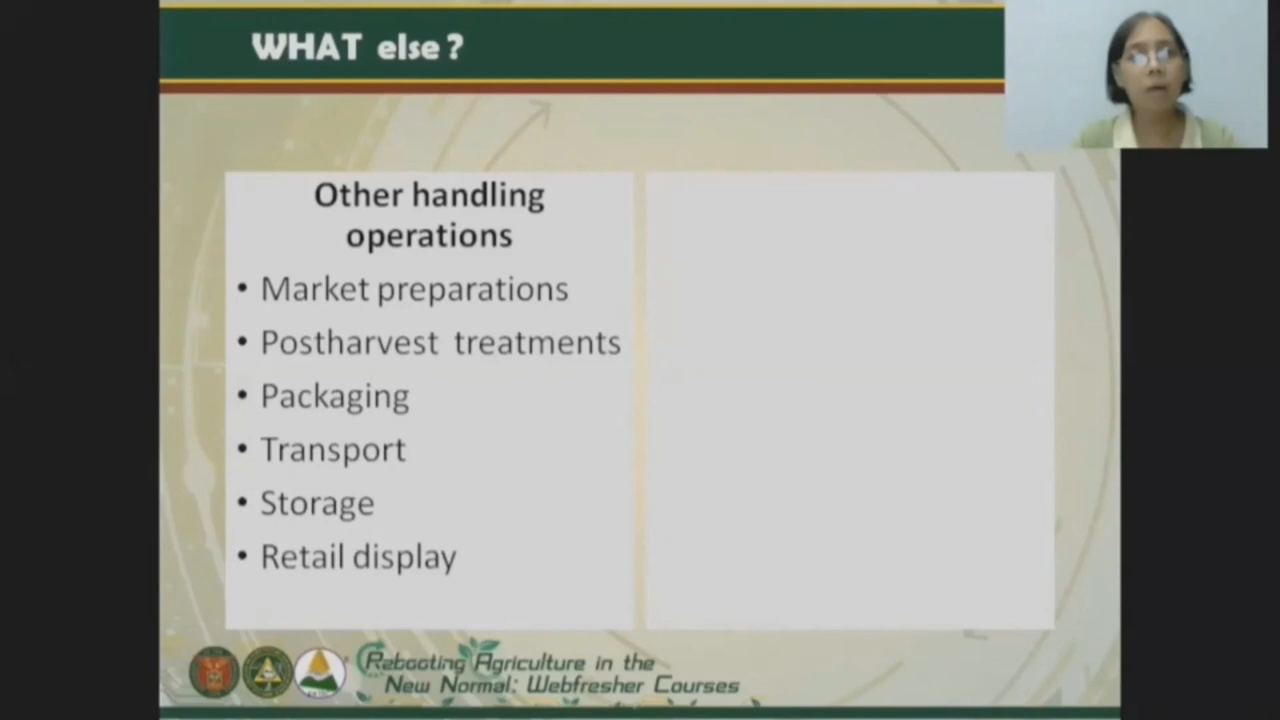 WHAT else ?
Other handling
operations
• Market preparations
• Postharvest treatments
• Packaging
• Transport
• Storage
• Retail display
Rebooting Agriculture in the
New Normal: Webfresher Courses